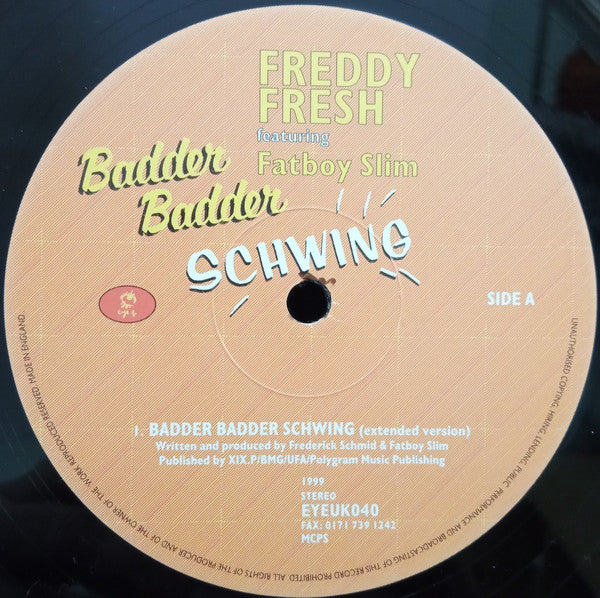 FREDDY
FRESH
featuring
Fatboy Slim
Badder
Badder
SCHWING
SIDE A
1. BADDER BADDER SCHWING (extended version)
Written and produced by Frederick Schmid & Fatboy Slim
Published by XIX.P/BMG/UFA/Polygram Music Publishing
1999
STEREO
EYEUK040
FAX: 0171 739 1242
MCPS
UNAUTHORISED COPYING, HIRING, LENDING, PUBLIC PERFORMANCE AND BROADCASTING OF THIS RECORD PROHIBITED. ALL RIGHTS OF THE PRODUCER AND OF THE OWNER OF THE WORK REPRODUCED RESERVED. MADE IN ENGLAND